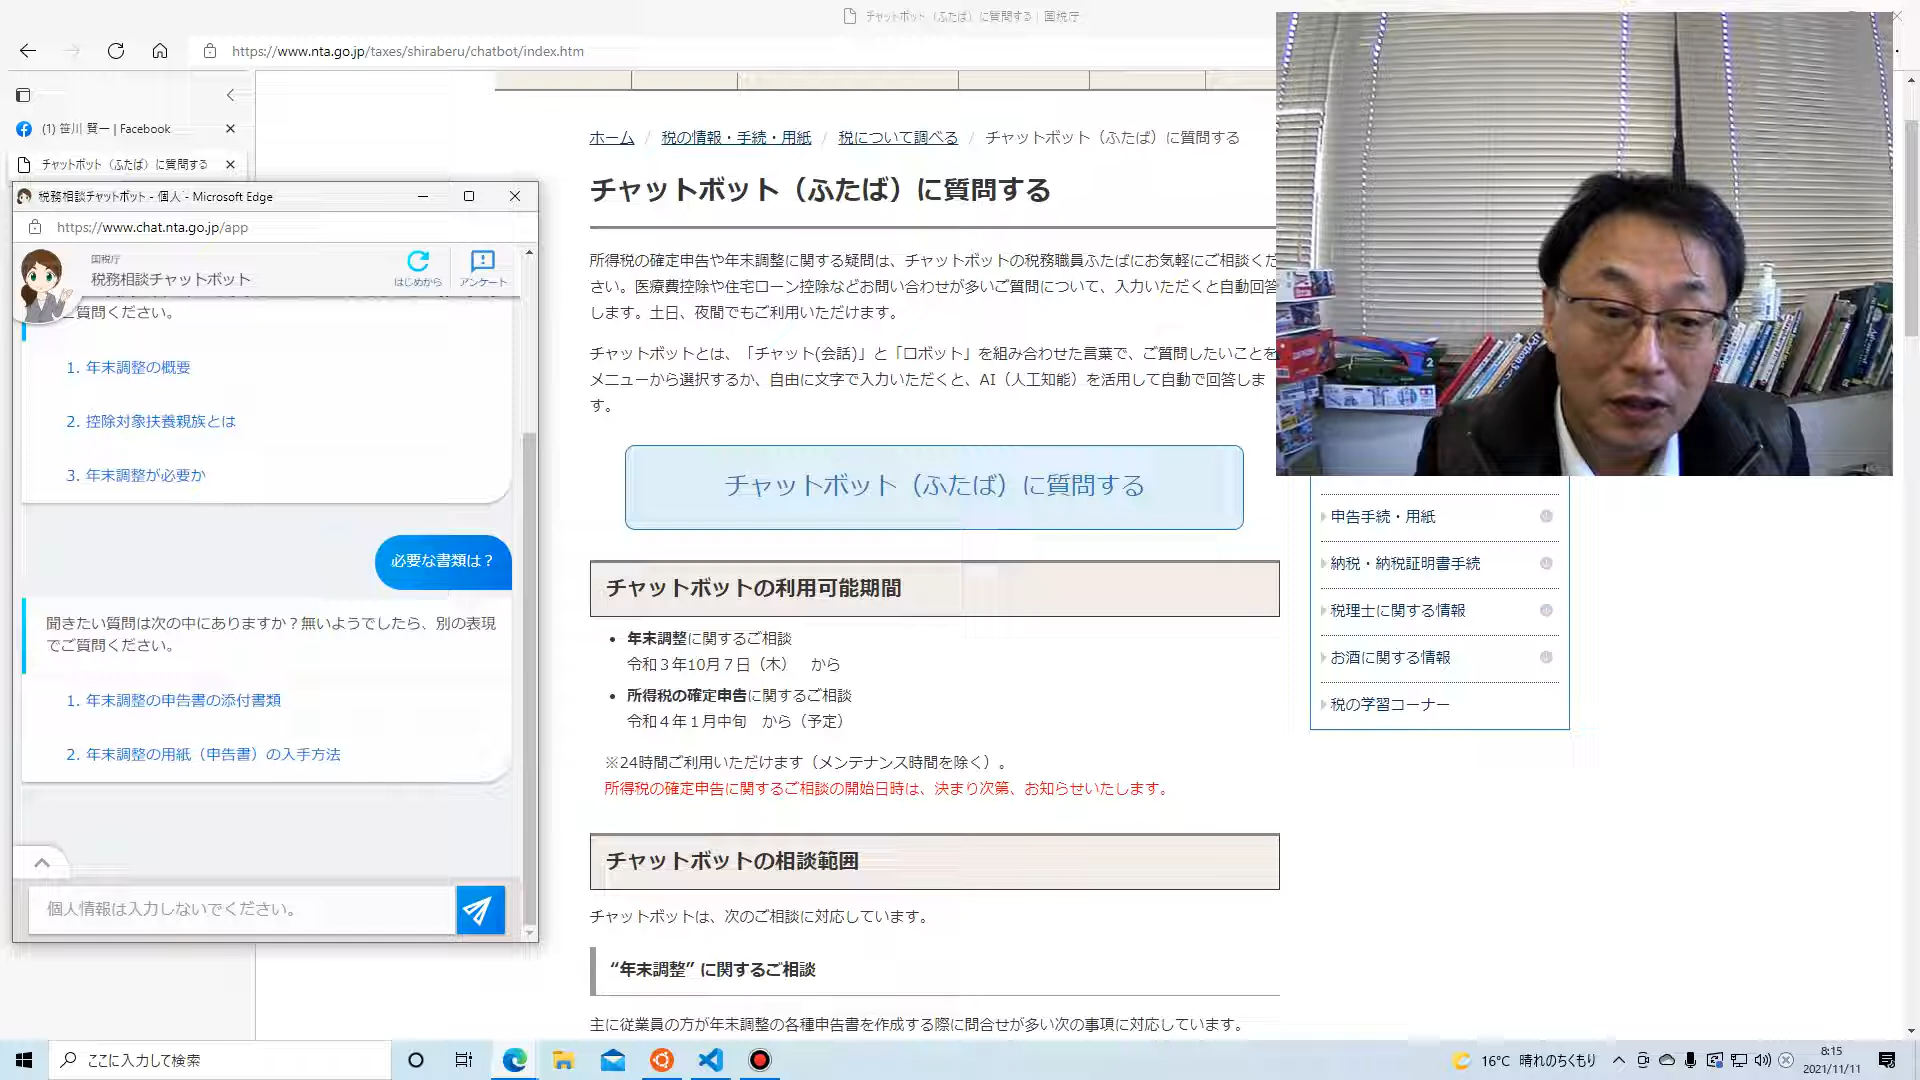 チャットボット（ふたば）に質問する | 国税庁
https://www.nta.go.jp/taxes/shiraberu/chatbot/index.htm
(1) 笹川 賢一 | Facebook
チャットボット（ふたば）に質問する
税務相談チャットボット - 個人 - Microsoft Edge
https://www.chat.nta.go.jp/app
国税庁
税務相談チャットボット
はじめから
アンケート
ご質問ください。
1. 年末調整の概要
2. 控除対象扶養親族とは
3. 年末調整が必要か
必要な書類は？
聞きたい質問は次の中にありますか？無いようでしたら、別の表現
でご質問ください。
1. 年末調整の申告書の添付書類
2. 年末調整の用紙（申告書）の入手方法
個人情報は入力しないでください。
ホーム / 税の情報・手続・用紙 / 税について調べる / チャットボット（ふたば）に質問する
チャットボット（ふたば）に質問する
所得税の確定申告や年末調整に関する疑問は、チャットボットの税務職員ふたばにお気軽にご相談くだ
さい。医療費控除や住宅ローン控除などお問い合わせが多いご質問について、入力いただくと自動回答
します。土日、夜間でもご利用いただけます。
チャットボットとは、「チャット(会話)」と「ロボット」を組み合わせた言葉で、ご質問したいことを
メニューから選択するか、自由に文字で入力いただくと、AI（人工知能）を活用して自動で回答しま
す。
チャットボット（ふたば）に質問する
チャットボットの利用可能期間
• 年末調整に関するご相談
令和３年10月７日（木）　から
• 所得税の確定申告に関するご相談
令和４年１月中旬　から（予定）
※24時間ご利用いただけます（メンテナンス時間を除く）。
所得税の確定申告に関するご相談の開始日時は、決まり次第、お知らせいたします。
チャットボットの相談範囲
チャットボットは、次のご相談に対応しています。
“年末調整” に関するご相談
主に従業員の方が年末調整の各種申告書を作成する際に問合せが多い次の事項に対応しています。
申告手続・用紙
納税・納税証明書手続
税理士に関する情報
お酒に関する情報
税の学習コーナー
ここに入力して検索
16°C 晴れのちくもり
8:15
2021/11/11